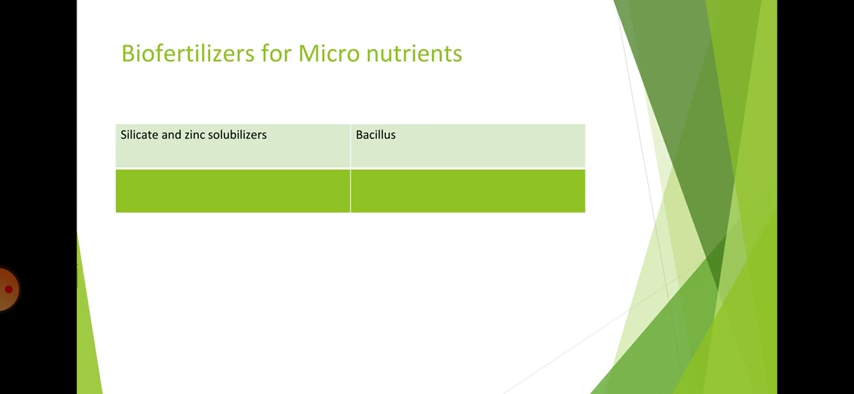 Biofertilizers for Micro nutrients
Silicate and zinc solubilizers
Bacillus